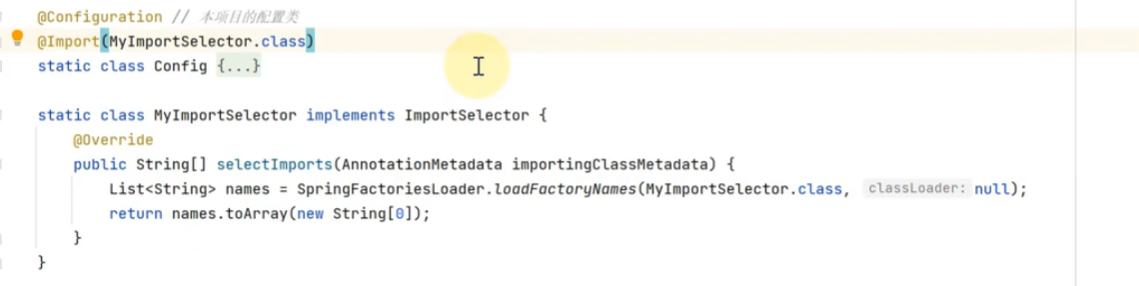 @Configuration // 本项目的配置类
@Import(MyImportSelector.class)
static class Config {...}
static class MyImportSelector implements ImportSelector {
@Override
public String[] selectImports(AnnotationMetadata importingClassMetadata) {
List<String> names = SpringFactoriesLoader.loadFactoryNames(MyImportSelector.class, classLoader: null);
return names.toArray(new String[0]);
}
}